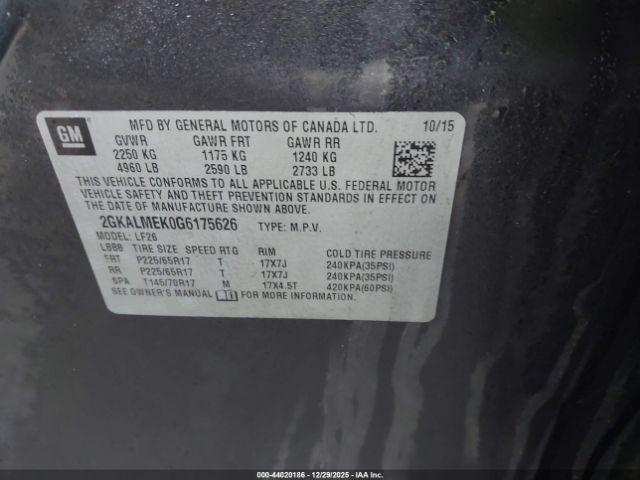 GM
MFD BY GENERAL MOTORS OF CANADA LTD. 10/15
GVWR GAWR FRT GAWR RR
2250 KG 1175 KG 1240 KG
4960 LB 2590 LB 2733 LB
THIS VEHICLE CONFORMS TO ALL APPLICABLE U.S. FEDERAL MOTOR
VEHICLE SAFETY AND THEFT PREVENTION STANDARDS IN EFFECT ON
THE DATE OF MANUFACTURE SHOWN ABOVE.
2GKALMEK0G6175626 TYPE: M.P.V.
MODEL: LF26
LBBB TIRE SIZE SPEED RTG RIM COLD TIRE PRESSURE
FRT P225/65R17 T 17X7J 240KPA(35PSI)
RR P225/65R17 T 17X7J 240KPA(35PSI)
SPA T145/70R17 M 17X4.5T 420KPA(60PSI)
SEE OWNER'S MANUAL FOR MORE INFORMATION.
000-44020186 - 12/29/2025 - IAAI.COM